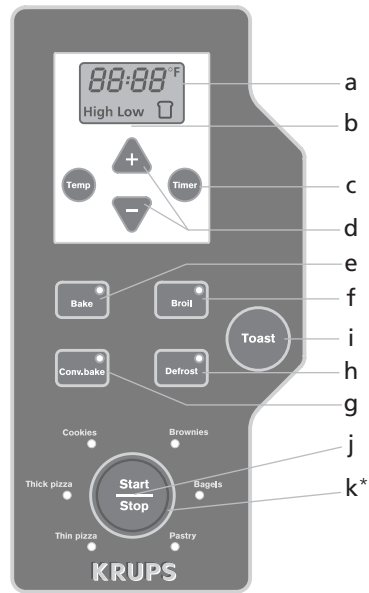 88:88°F
High Low
a
b
+
Temp
Timer
c
−
d
e
Bake
Broil
f
Toast
i
Conv.bake
Defrost
h
g
Cookies
Brownies
j
Thick pizza
Start
Stop
Bagels
k*
Thin pizza
Pastry
KRUPS